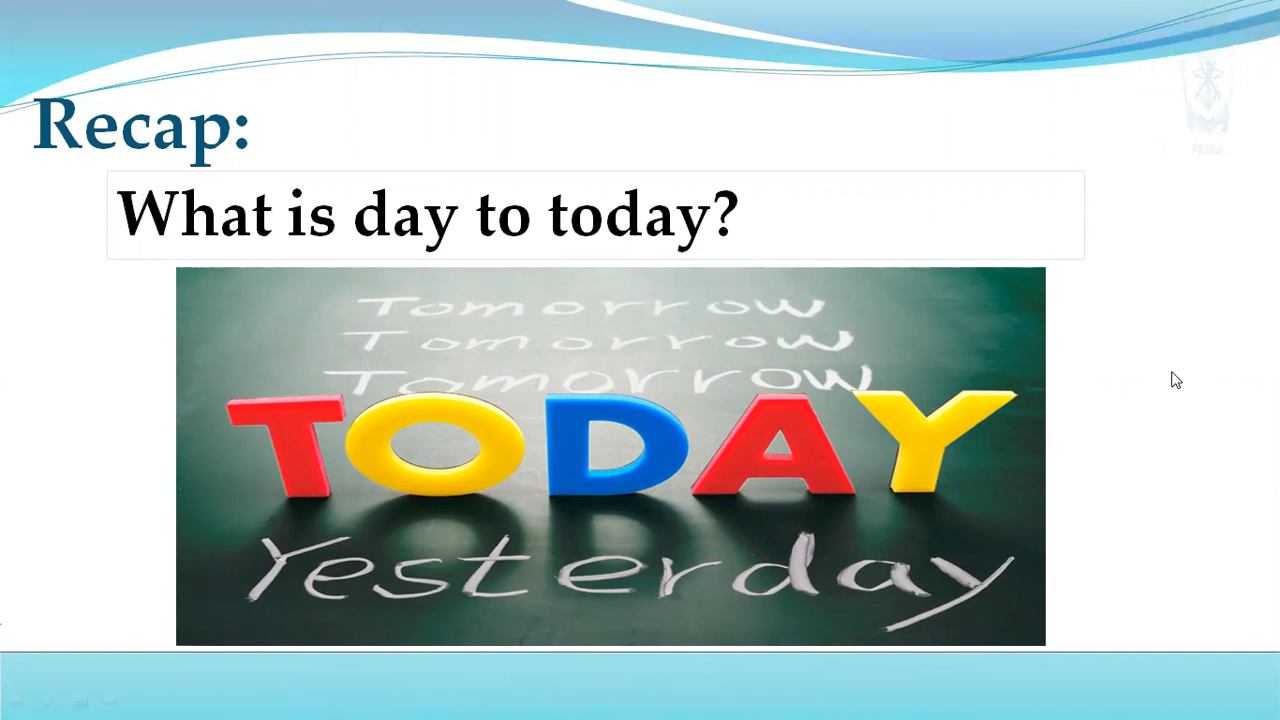 Recap:
What is day to today?
Tomorrow
Tomorrow
Tomorrow
TODAY
Yesterday